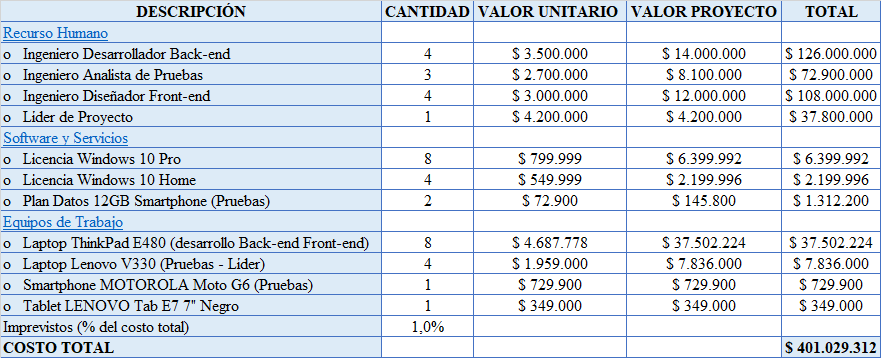 DESCRIPCIÓN CANTIDAD VALOR UNITARIO VALOR PROYECTO TOTAL
Recurso Humano
o Ingeniero Desarrollador Back-end 4 $ 3.500.000 $ 14.000.000 $ 126.000.000
o Ingeniero Analista de Pruebas 3 $ 2.700.000 $ 8.100.000 $ 72.900.000
o Ingeniero Diseñador Front-end 4 $ 3.000.000 $ 12.000.000 $ 108.000.000
o Líder de Proyecto 1 $ 4.200.000 $ 4.200.000 $ 37.800.000
Software y Servicios
o Licencia Windows 10 Pro 8 $ 799.999 $ 6.399.992 $ 6.399.992
o Licencia Windows 10 Home 4 $ 549.999 $ 2.199.996 $ 2.199.996
o Plan Datos 12GB Smartphone (Pruebas) 2 $ 72.900 $ 145.800 $ 1.312.200
Equipos de Trabajo
o Laptop ThinkPad E480 (desarrollo Back-end Front-end) 8 $ 4.687.778 $ 37.502.224 $ 37.502.224
o Laptop Lenovo V330 (Pruebas - Líder) 4 $ 1.959.000 $ 7.836.000 $ 7.836.000
o Smartphone MOTOROLA Moto G6 (Pruebas) 1 $ 729.900 $ 729.900 $ 729.900
o Tablet LENOVO Tab E7 7" Negro 1 $ 349.000 $ 349.000 $ 349.000
Imprevistos (% del costo total) 1,0%
COSTO TOTAL $ 401.029.312